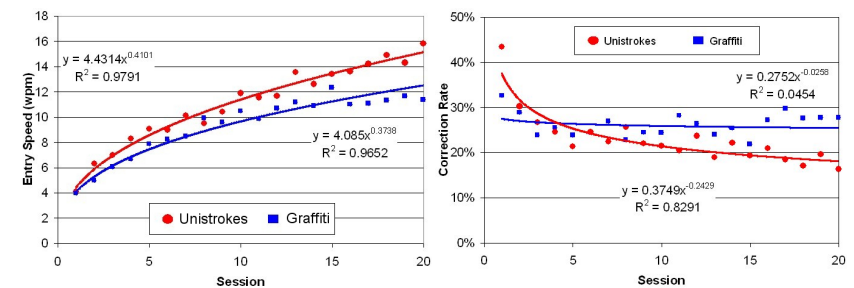 18
16
14
12
10
8
6
4
2
0
Entry Speed (wpm)
y = 4.4314x^0.4101
R² = 0.9791
y = 4.085x^0.3738
R² = 0.9652
Unistrokes Graffiti
0 5 10 15 20
Session
50%
40%
30%
20%
10%
0%
Correction Rate
Unistrokes Graffiti
y = 0.2752x^-0.0258
R² = 0.0454
y = 0.3749x^-0.2429
R² = 0.8291
0 5 10 15 20
Session